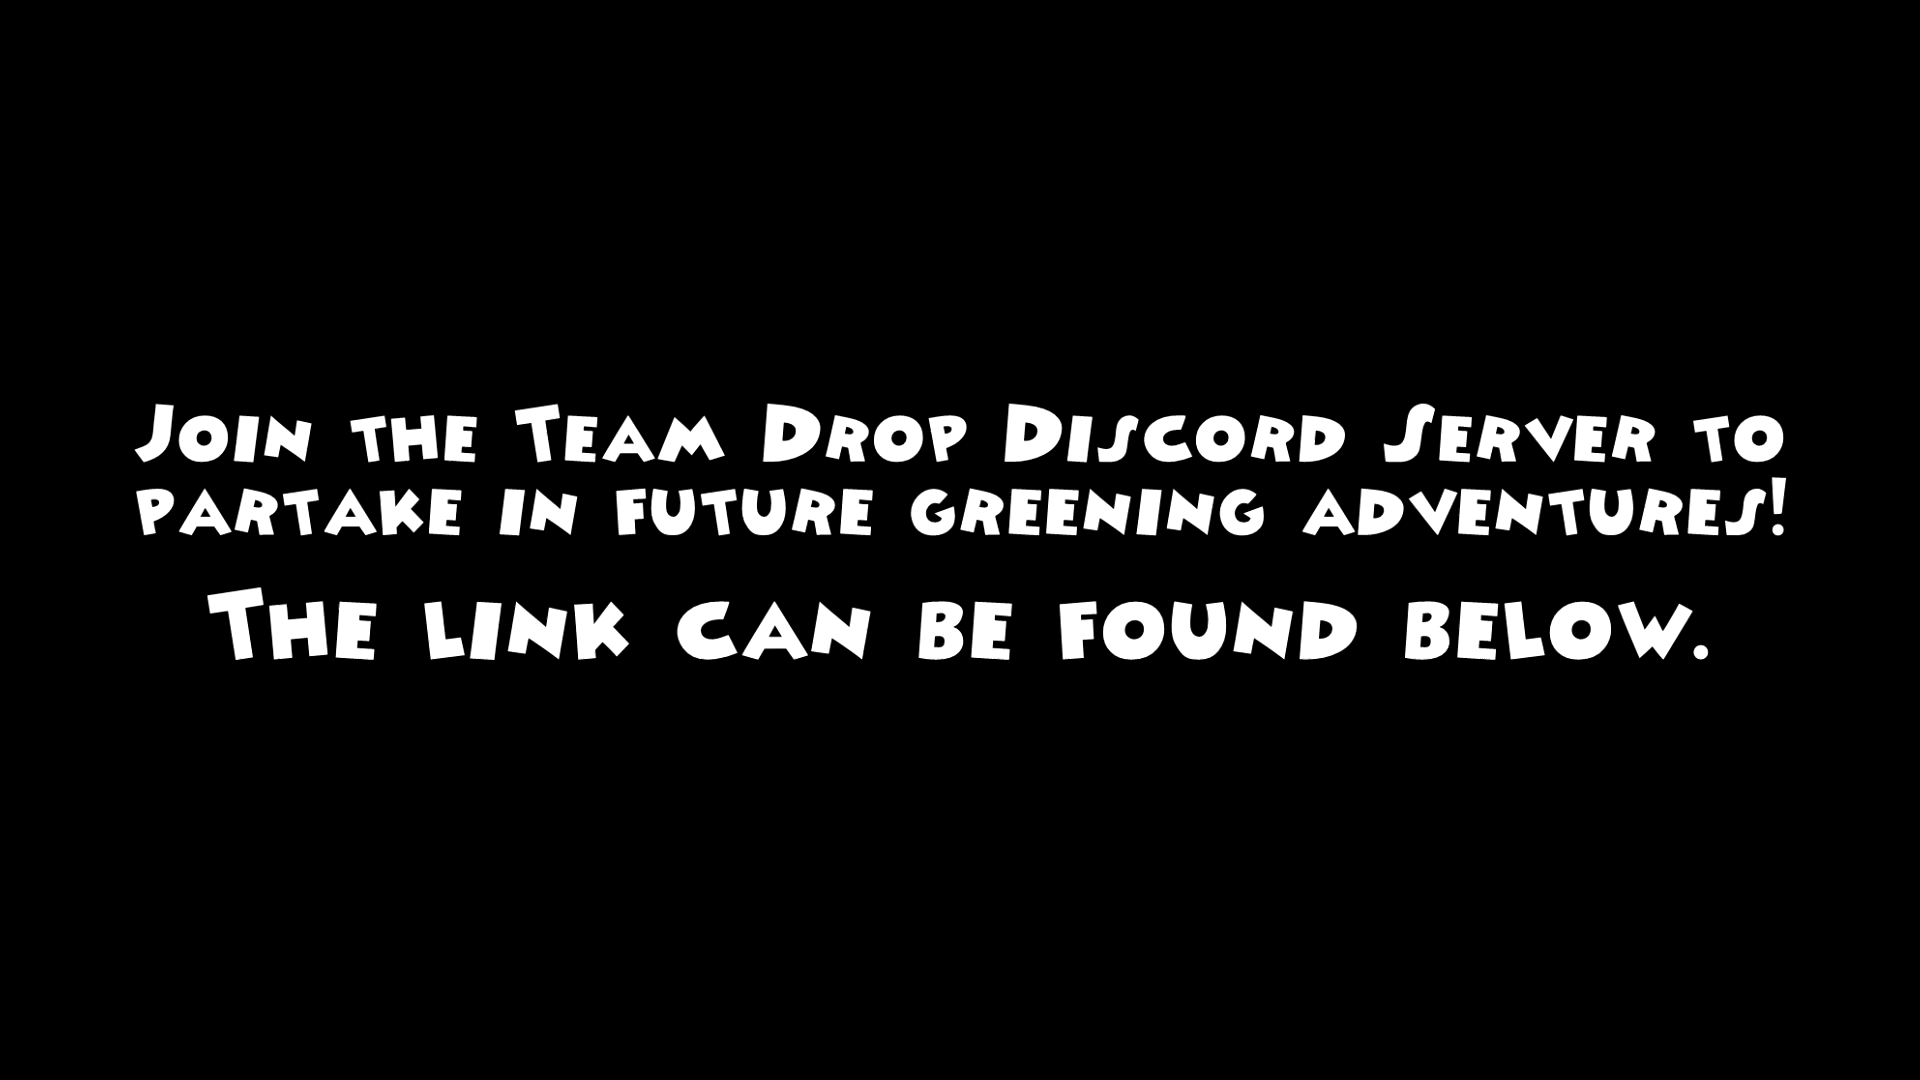 Join the Team Drop Discord Server to
partake in future greening adventures!
The link can be found below.